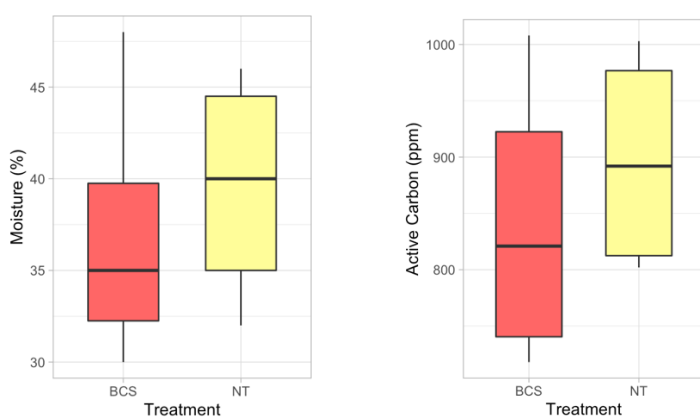 Moisture (%)
45
40
35
30
BCS NT
Treatment
Active Carbon (ppm)
1000
900
800
BCS NT
Treatment